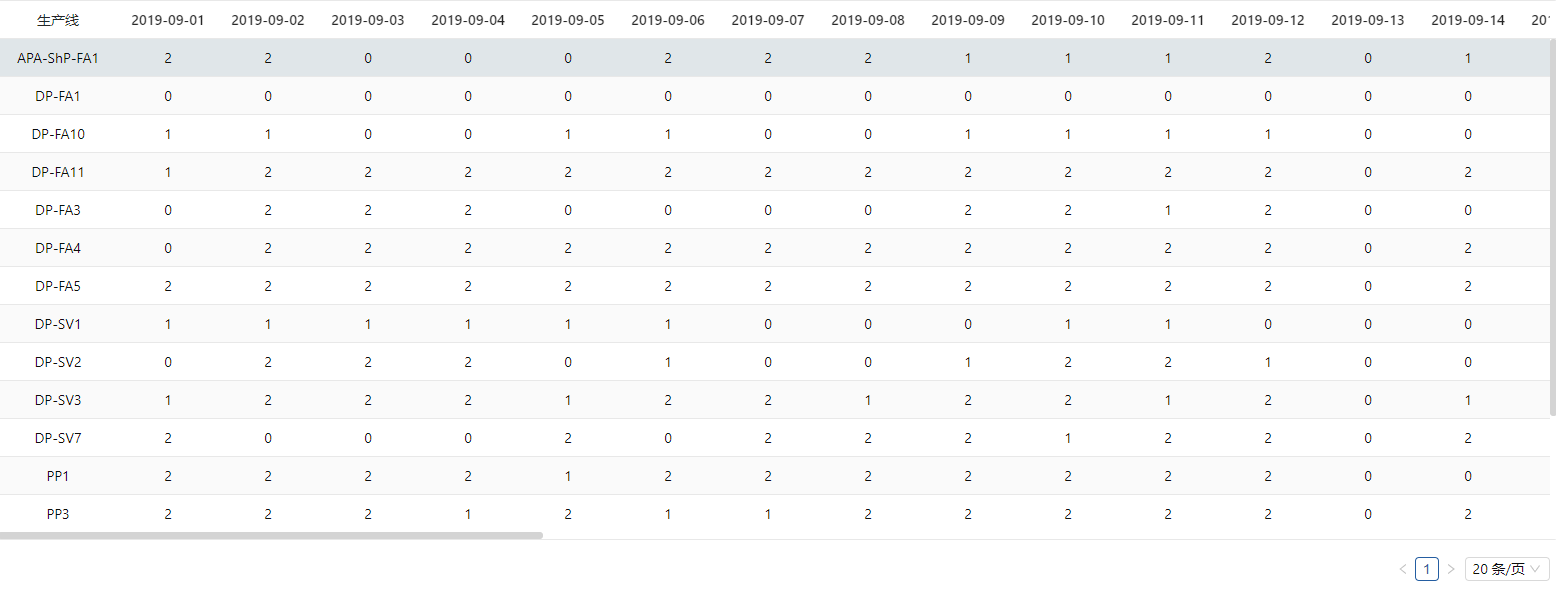 生产线 2019-09-01 2019-09-02 2019-09-03 2019-09-04 2019-09-05 2019-09-06 2019-09-07 2019-09-08 2019-09-09 2019-09-10 2019-09-11 2019-09-12 2019-09-13 2019-09-14 201
APA-ShP-FA1 2 2 0 0 0 2 2 2 1 1 1 2 0 1
DP-FA1 0 0 0 0 0 0 0 0 0 0 0 0 0 0
DP-FA10 1 1 0 0 1 1 0 0 1 1 1 1 0 0
DP-FA11 1 2 2 2 2 2 2 2 2 2 2 2 0 2
DP-FA3 0 2 2 2 0 0 0 0 2 2 1 2 0 0
DP-FA4 0 2 2 2 2 2 2 2 2 2 2 2 0 2
DP-FA5 2 2 2 2 2 2 2 2 2 2 2 2 0 2
DP-SV1 1 1 1 1 1 1 0 0 0 1 1 0 0 0
DP-SV2 0 2 2 2 0 1 0 0 1 2 2 1 0 0
DP-SV3 1 2 2 2 1 2 2 1 2 2 1 2 0 1
DP-SV7 2 0 0 0 2 0 2 2 2 1 2 2 0 2
PP1 2 2 2 2 1 2 2 2 2 2 2 2 0 0
PP3 2 2 2 1 2 1 1 2 2 2 2 2 0 2
< 1 > 20 条/页